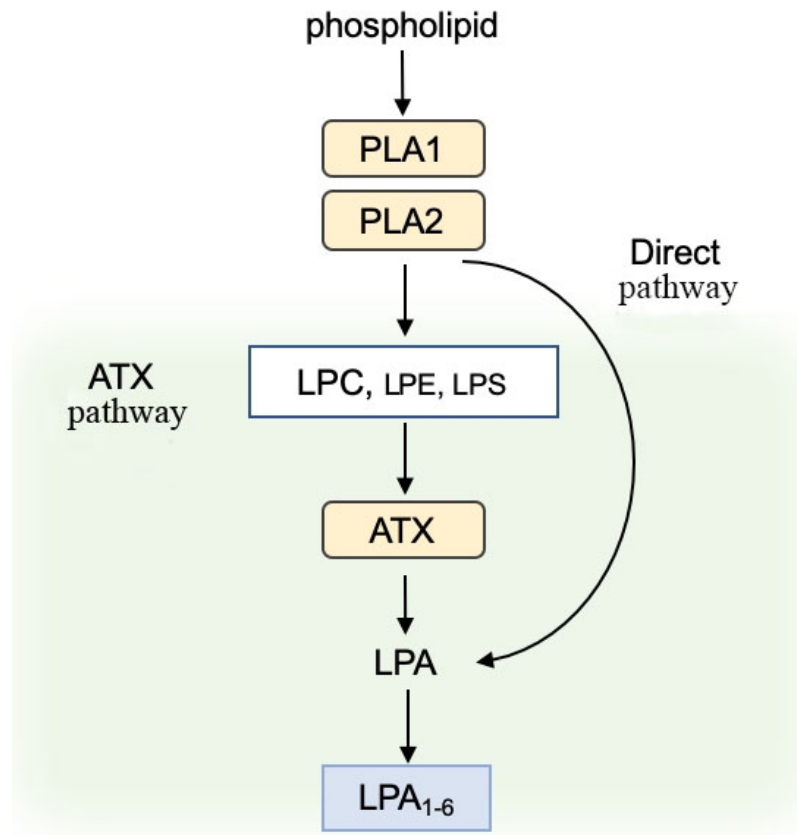 phospholipid
PLA1
PLA2
Direct
pathway
ATX
pathway
LPC, LPE, LPS
ATX
LPA
LPA₁₋₆